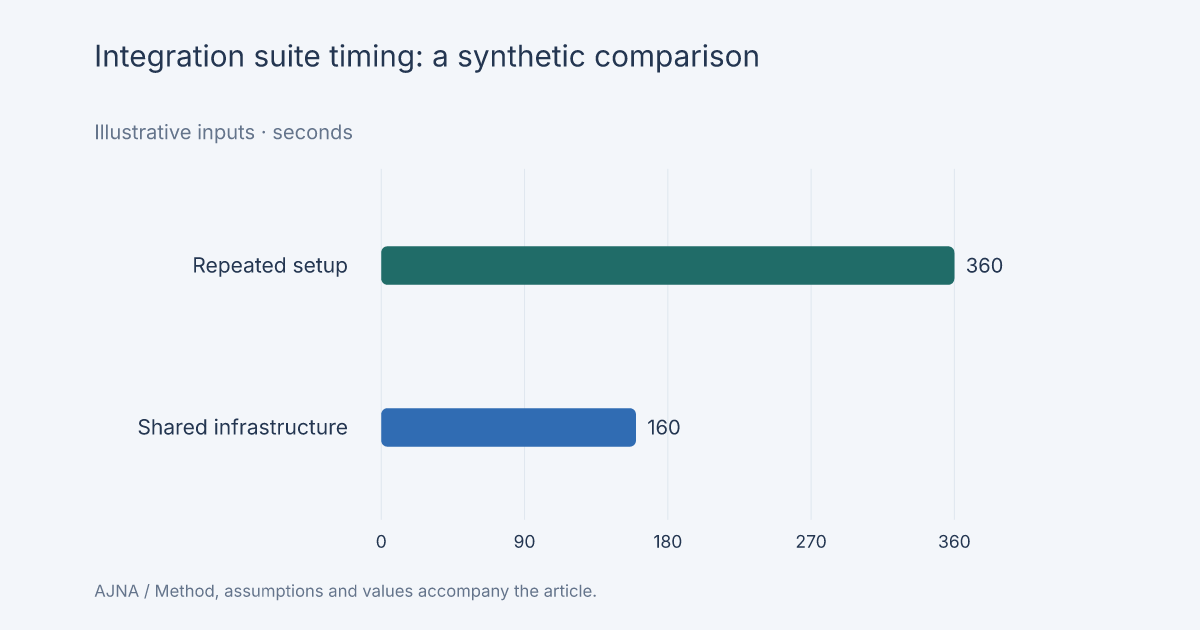 Integration suite timing: a synthetic comparison
Illustrative inputs · seconds
Repeated setup 360
Shared infrastructure 160
0 90 180 270 360
AJNA / Method, assumptions and values accompany the article.